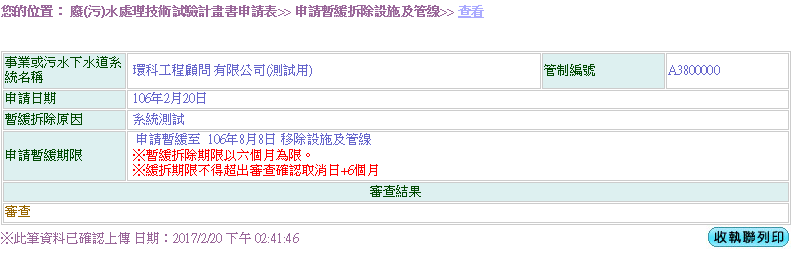 您的位置： 廢(污)水處理技術試驗計畫書申請表>> 申請暫緩拆除設施及管線>> 查看
事業或污水下水道系統名稱 環科工程顧問有限公司(測試用) 管制編號 A3800000
申請日期 106年2月20日
暫緩拆除原因 系統測試
申請暫緩期限 申請暫緩至 106年8月8日 移除設施及管線
※暫緩拆除期限以六個月為限。
※緩拆期限不得超出審查確認取消日+6個月
審查結果
審查
※此筆資料已確認上傳 日期：2017/2/20 下午 02:41:46 收執聯列印